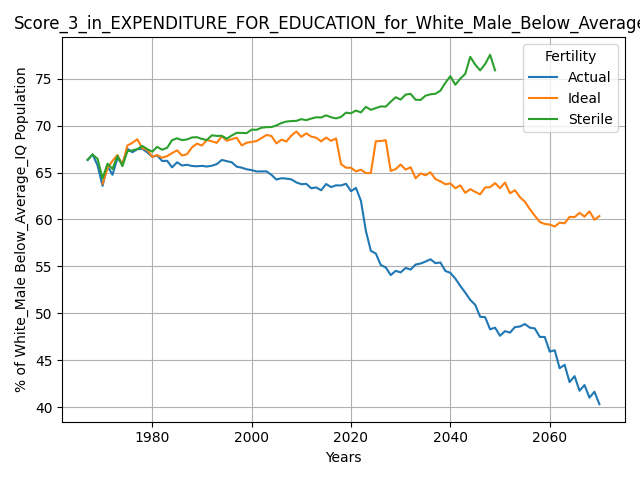 Score_3_in_EXPENDITURE_FOR_EDUCATION_for_White_Male_Below_Average
Fertility
Actual
Ideal
Sterile
% of White_Male Below_Average_IQ Population
75
70
65
60
55
50
45
40
1980 2000 2020 2040 2060
Years